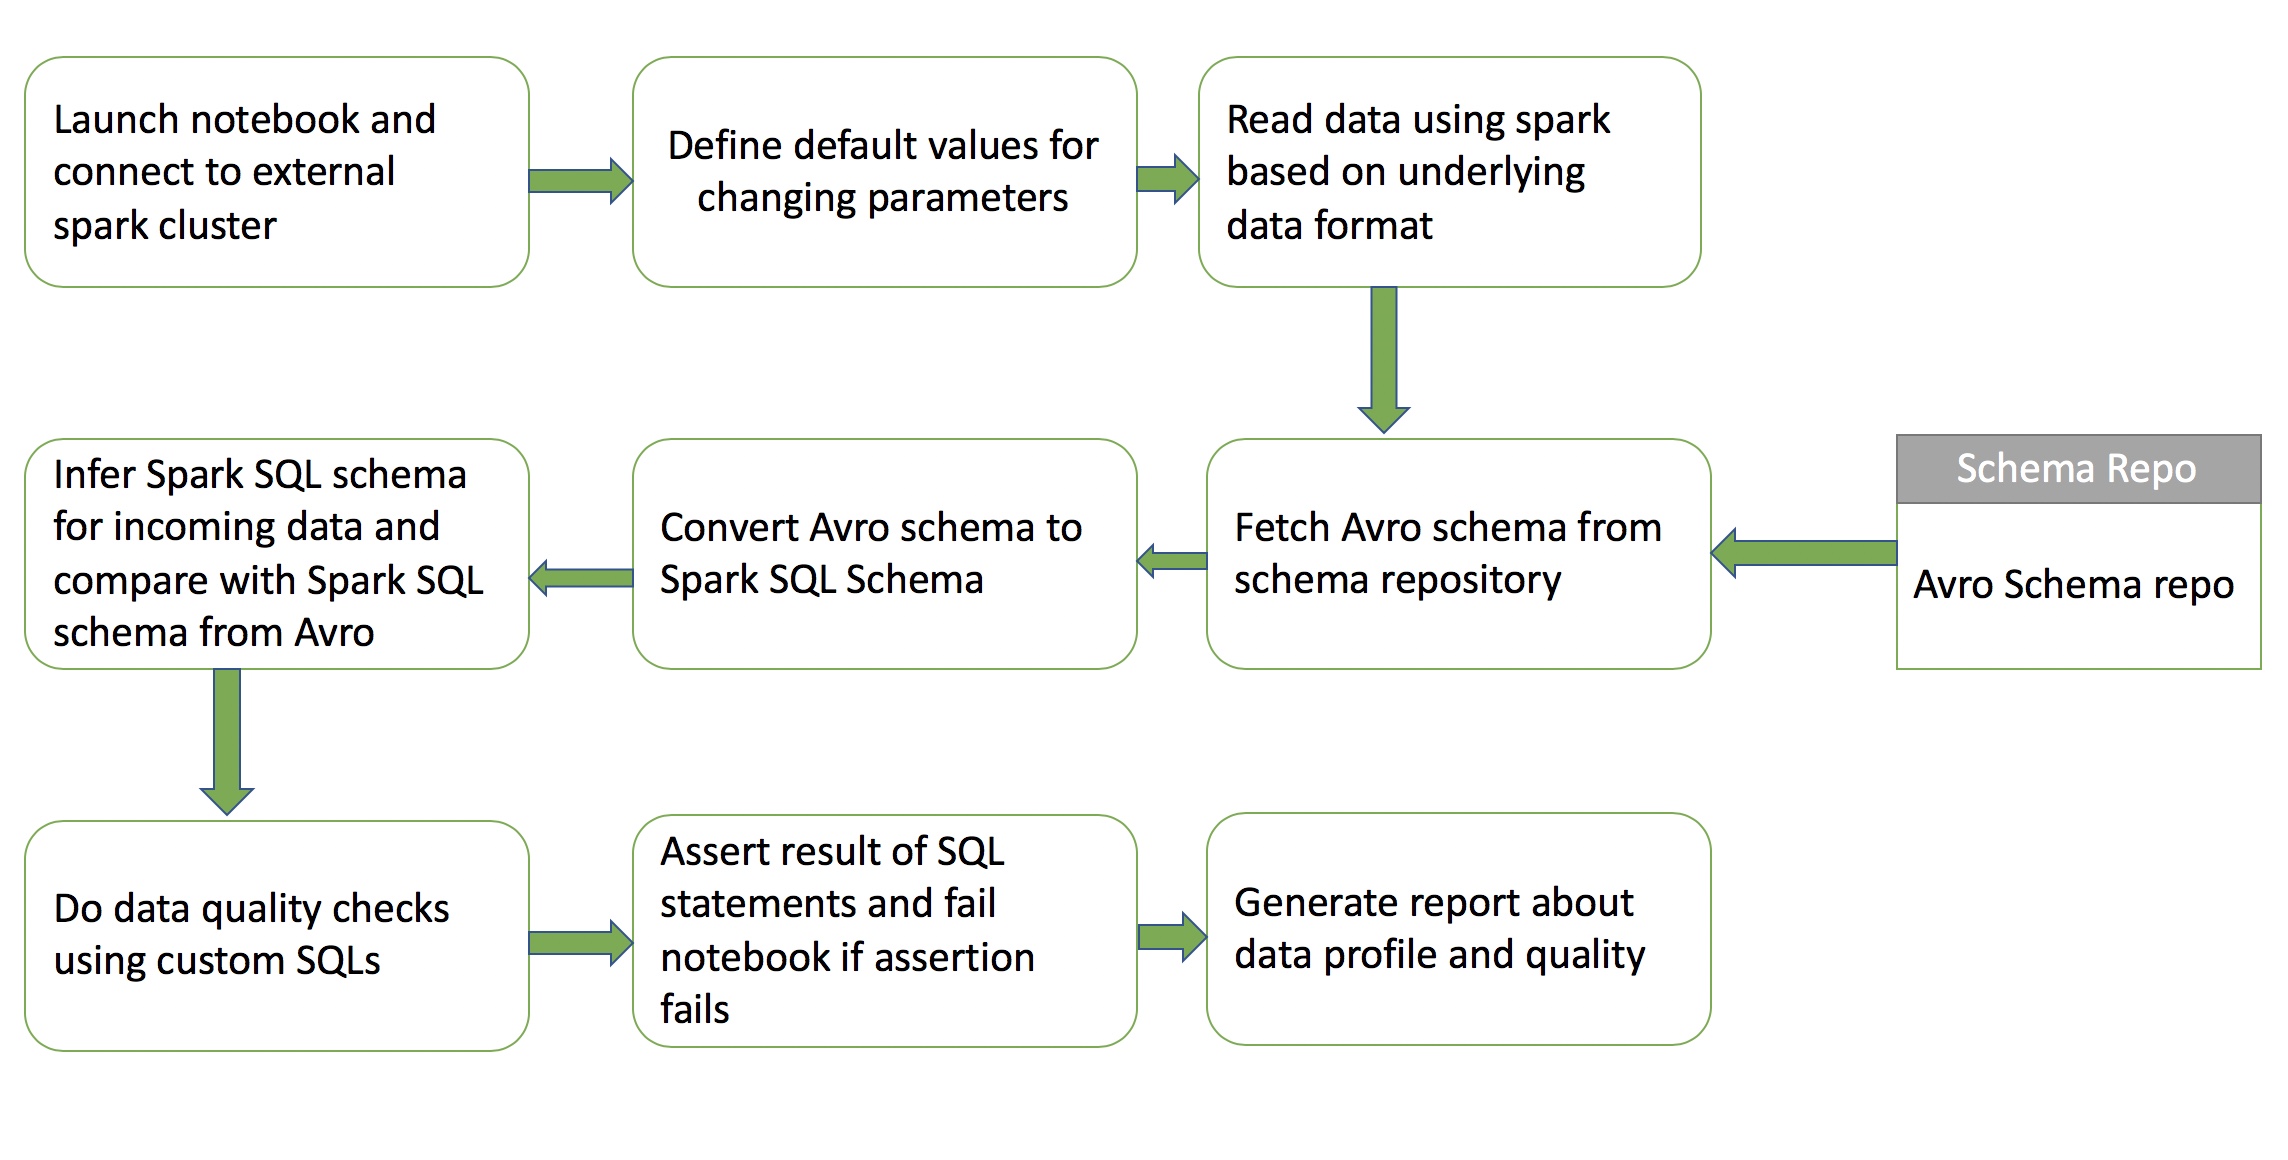 Launch notebook and
connect to external
spark cluster
Define default values for
changing parameters
Read data using spark
based on underlying
data format
Infer Spark SQL schema
for incoming data and
compare with Spark SQL
schema from Avro
Convert Avro schema to
Spark SQL Schema
Fetch Avro schema from
schema repository
Schema Repo
Avro Schema repo
Do data quality checks
using custom SQLs
Assert result of SQL
statements and fail
notebook if assertion
fails
Generate report about
data profile and quality